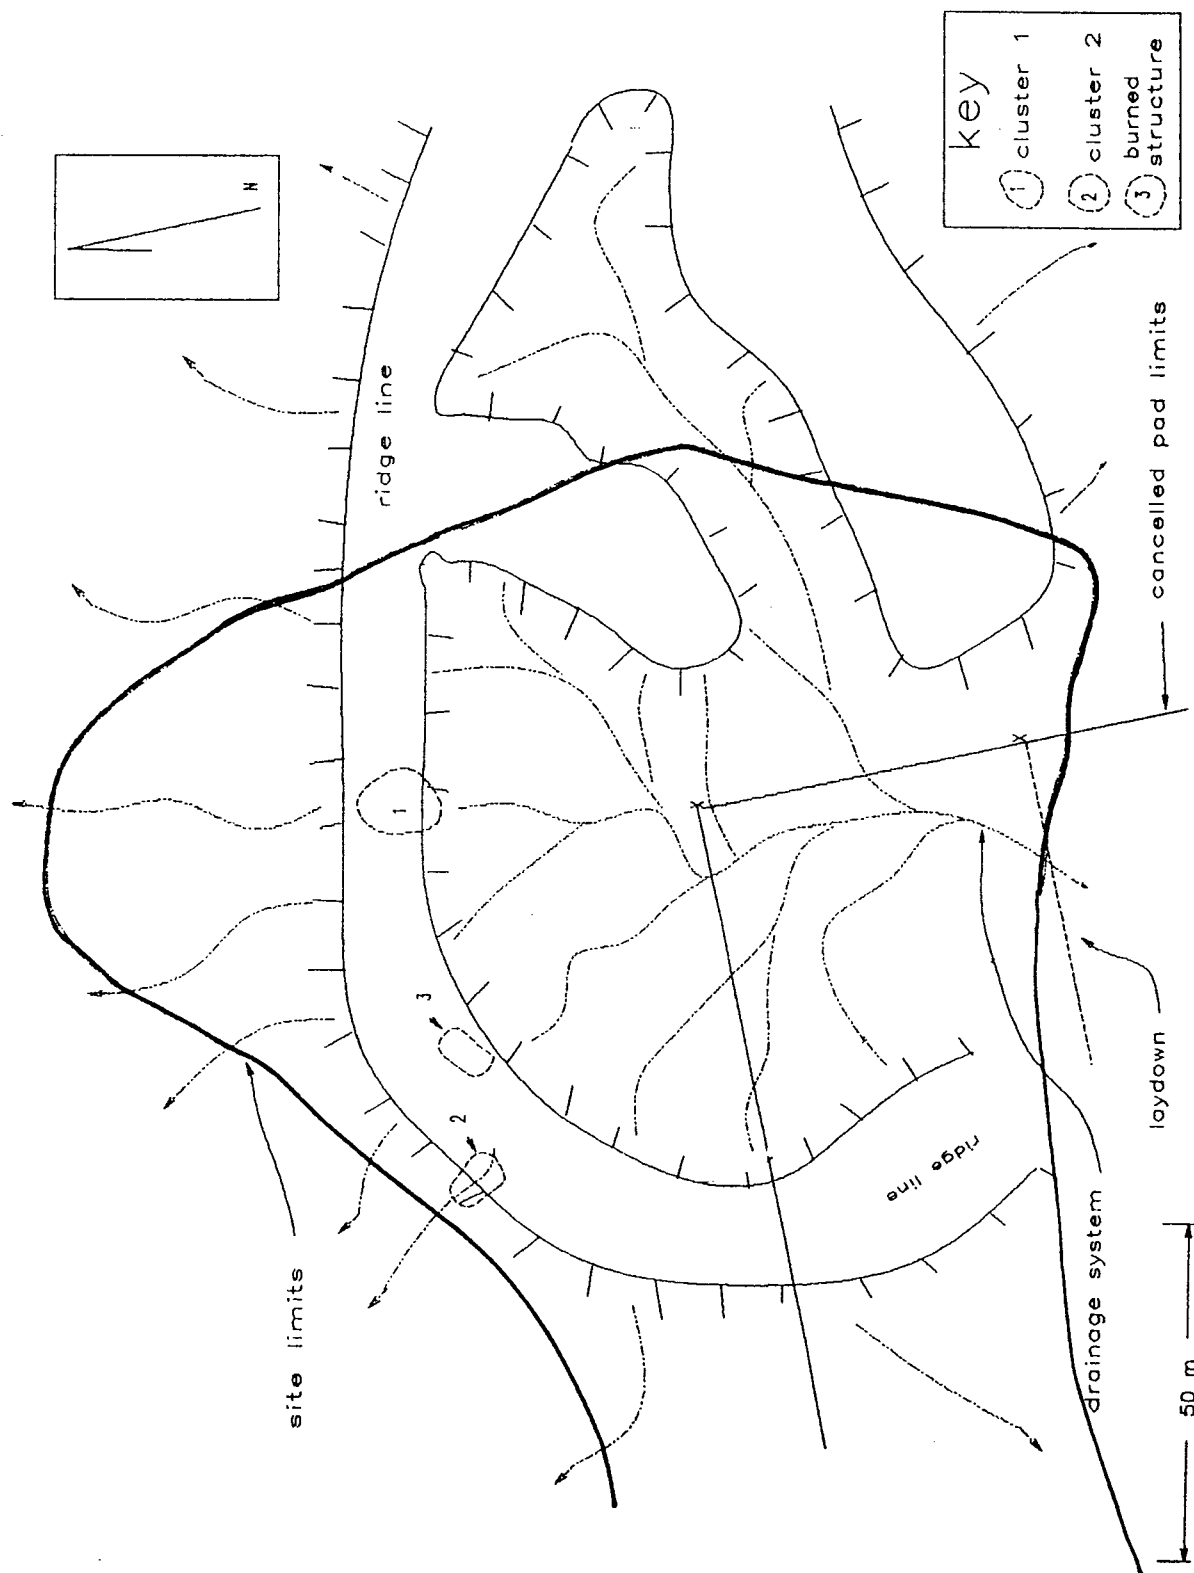 key
1 cluster 1
2 cluster 2
3 burned
structure
N
ridge line
cancelled pad limits
1
3
2
ridge line
site limits
laydown
drainage system
50 m
x
x